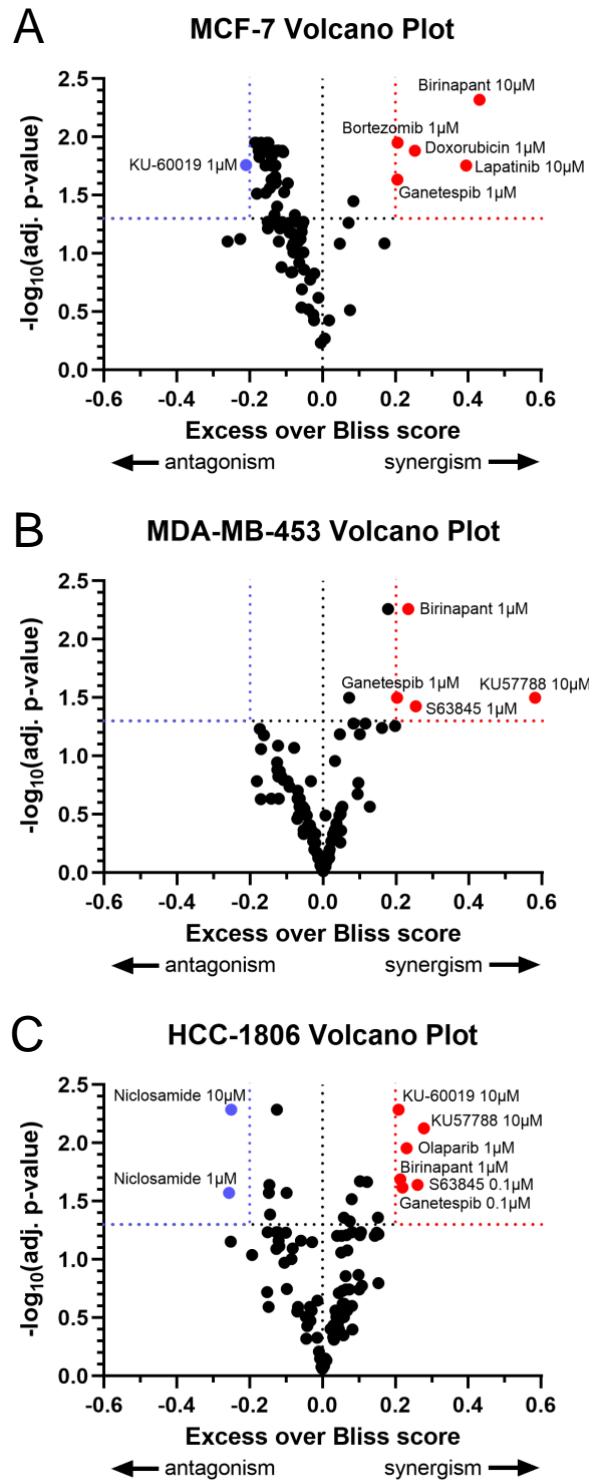 A
MCF-7 Volcano Plot
-log10(adj. p-value)
2.5
2.0
1.5
1.0
0.5
0.0
Birinapant 10μM
Bortezomib 1μM
Doxorubicin 1μM
KU-60019 1μM
Lapatinib 10μM
Ganetespib 1μM
-0.6 -0.4 -0.2 0.0 0.2 0.4 0.6
Excess over Bliss score
antagonism synergism
B
MDA-MB-453 Volcano Plot
-log10(adj. p-value)
2.5
2.0
1.5
1.0
0.5
0.0
Birinapant 1μM
Ganetespib 1μM KU57788 10μM
S63845 1μM
-0.6 -0.4 -0.2 0.0 0.2 0.4 0.6
Excess over Bliss score
antagonism synergism
C
HCC-1806 Volcano Plot
-log10(adj. p-value)
2.5
2.0
1.5
1.0
0.5
0.0
Niclosamide 10μM KU-60019 10μM
KU57788 10μM
Olaparib 1μM
Birinapant 1μM
Niclosamide 1μM S63845 0.1μM
Ganetespib 0.1μM
-0.6 -0.4 -0.2 0.0 0.2 0.4 0.6
Excess over Bliss score
antagonism synergism